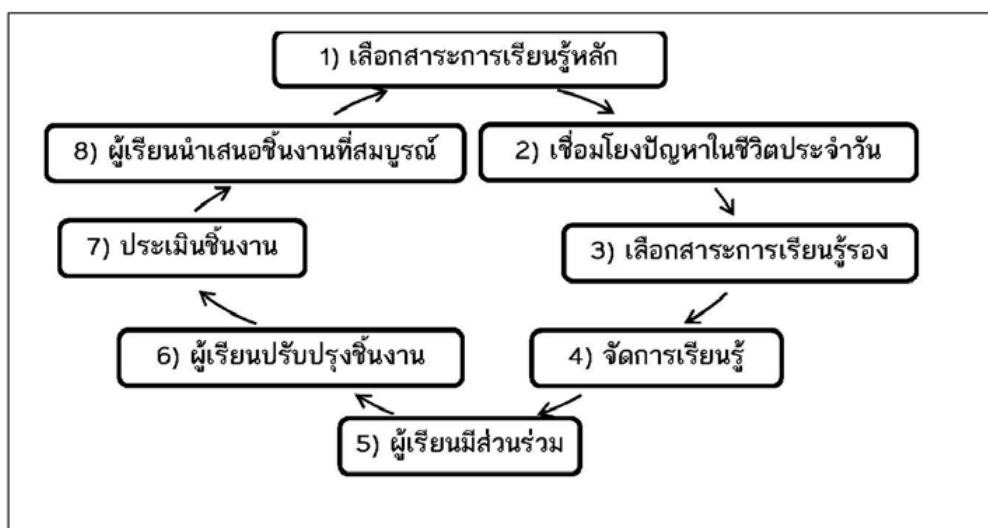 1) เลือกสาระการเรียนรู้หลัก
2) เชื่อมโยงปัญหาในชีวิตประจำวัน
3) เลือกสาระการเรียนรู้รอง
4) จัดการเรียนรู้
5) ผู้เรียนมีส่วนร่วม
6) ผู้เรียนปรับปรุงชิ้นงาน
7) ประเมินชิ้นงาน
8) ผู้เรียนนำเสนอชิ้นงานที่สมบูรณ์